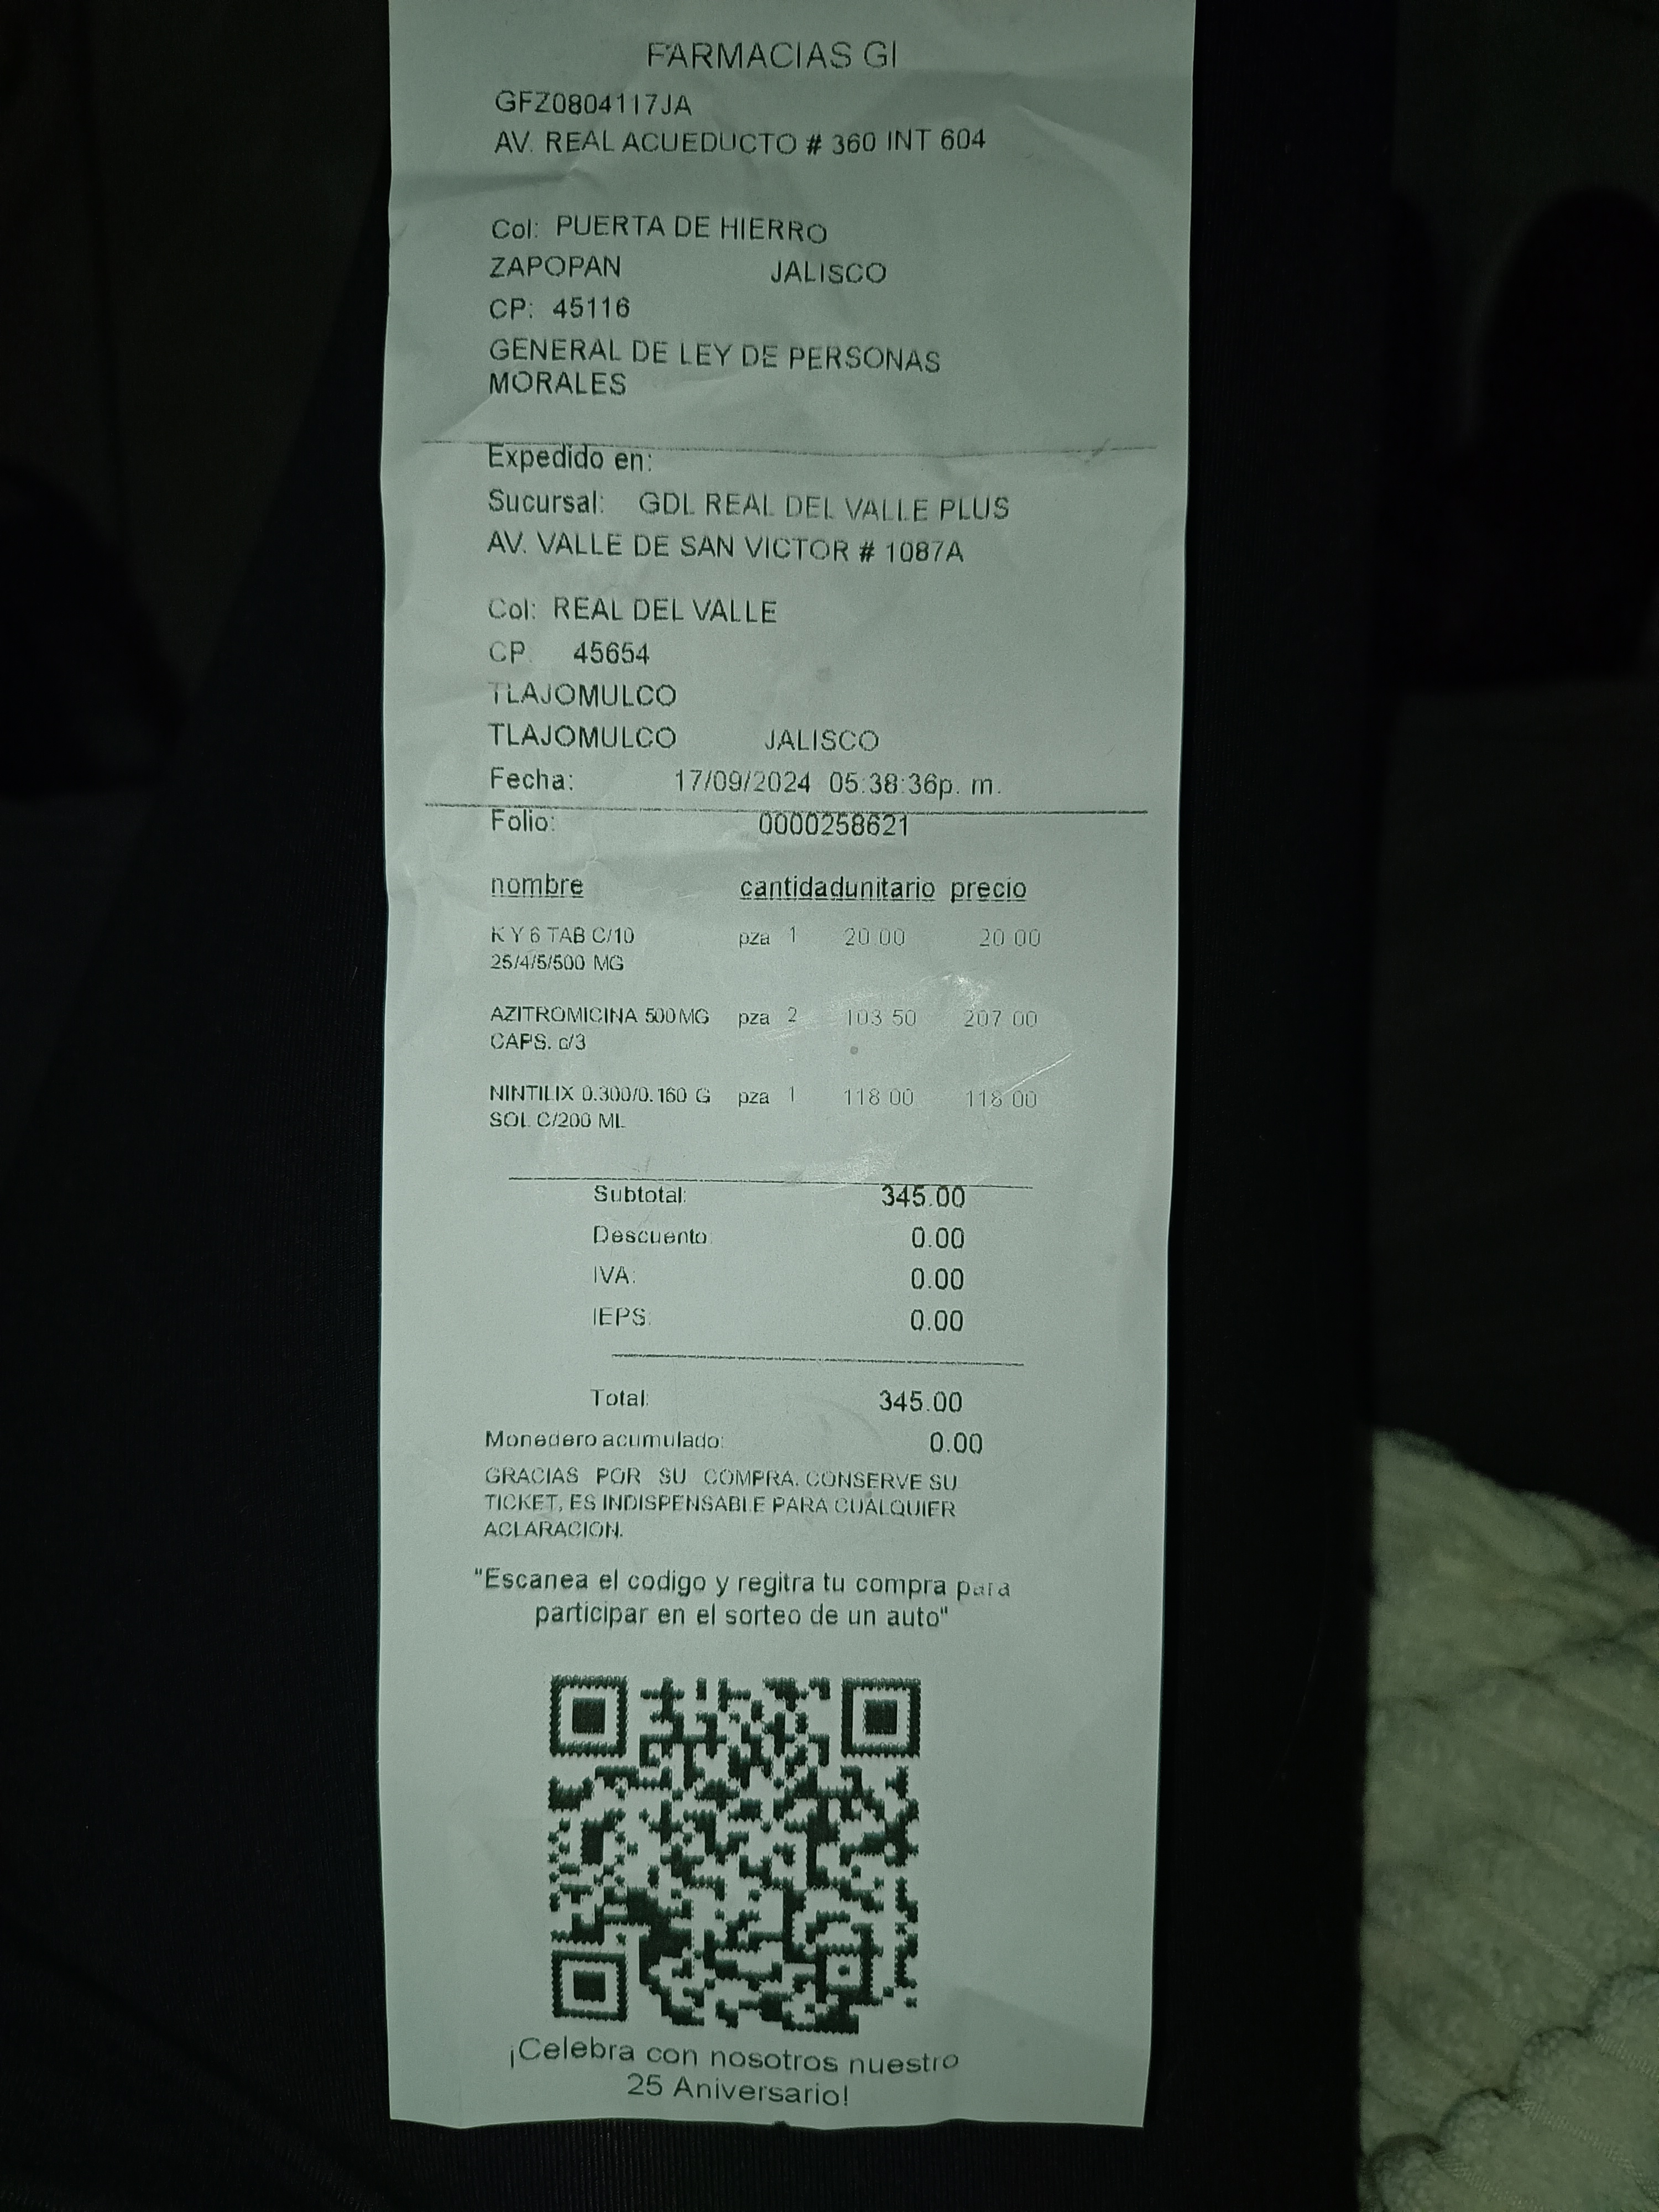 FARMACIAS GI
GFZ0804117JA
AV. REAL ACUEDUCTO # 360 INT 604
Col: PUERTA DE HIERRO
ZAPOPAN JALISCO
CP: 45116
GENERAL DE LEY DE PERSONAS
MORALES
Expedido en:
Sucursal: GDL REAL DEL VALLE PLUS
AV. VALLE DE SAN VICTOR # 1087A
Col: REAL DEL VALLE
CP. 45654
TLAJOMULCO
TLAJOMULCO JALISCO
Fecha: 17/09/2024 05:38:36p. m.
Folio: 0000258621
nombre cantidadunitario precio
K Y 6 TAB C/10 pza 1 20.00 20.00
25/4/5/500 MG
AZITROMICINA 500MG pza 2 103.50 207.00
CAPS. c/3
NINTILIX 0.300/0.160 G pza 1 118.00 118.00
SOL C/200 ML
Subtotal: 345.00
Descuento: 0.00
IVA: 0.00
IEPS: 0.00
Total: 345.00
Monedero acumulado: 0.00
GRACIAS POR SU COMPRA. CONSERVE SU
TICKET, ES INDISPENSABLE PARA CUALQUIER
ACLARACION.
"Escanea el codigo y regitra tu compra para
participar en el sorteo de un auto"
¡Celebra con nosotros nuestro
25 Aniversario!